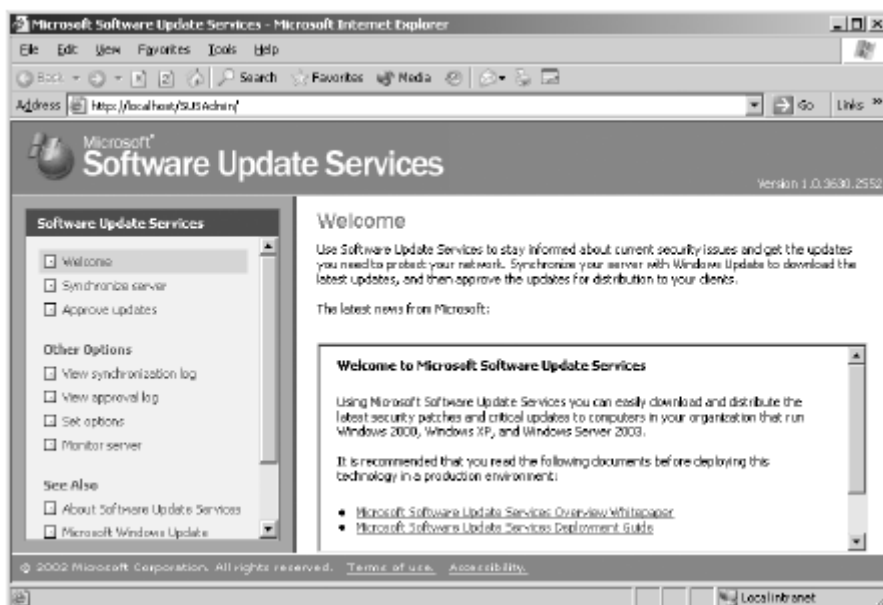 Microsoft Software Update Services - Microsoft Internet Explorer
File Edit View Favorites Tools Help
Back Search Favorites Media
Address http://localhost/SUSAdmin/ Go Links »
Microsoft®
Software Update Services
Version 1.0.3630.2552
Software Update Services
Welcome
Synchronize server
Approve updates
Other Options
View synchronization log
View approval log
Set options
Monitor server
See Also
About Software Update Services
Microsoft Windows Update
Welcome
Use Software Update Services to stay informed about current security issues and get the updates
you need to protect your network. Synchronize your server with Windows Update to download the
latest updates, and then approve the updates for distribution to your clients.
The latest news from Microsoft:
Welcome to Microsoft Software Update Services
Using Microsoft Software Update Services you can easily download and distribute the
latest security patches and critical updates to computers in your organization that run
Windows 2000, Windows XP, and Windows Server 2003.
It is recommended that you read the following documents before deploying this
technology in a production environment:
• Microsoft Software Update Services Overview Whitepaper
• Microsoft Software Update Services Deployment Guide
© 2002 Microsoft Corporation. All rights reserved. Terms of use. Accessibility.
Local intranet